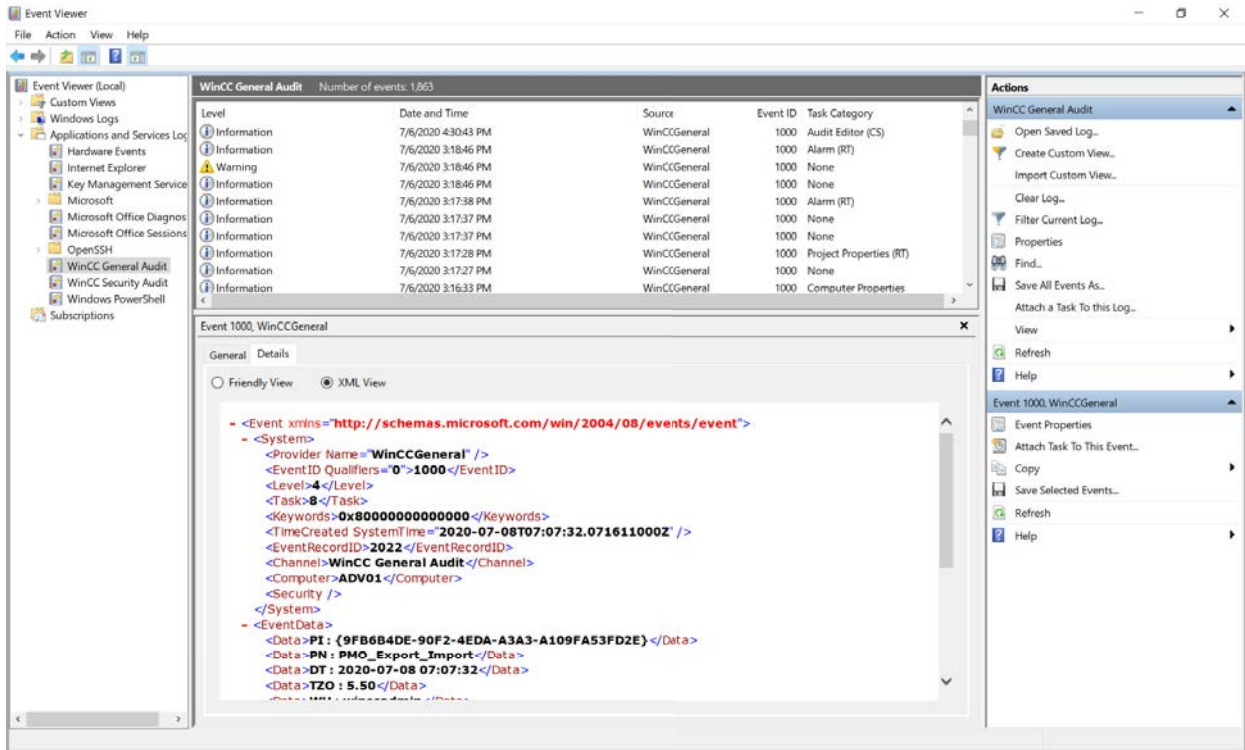 Event Viewer
File Action View Help
Event Viewer (Local)
Custom Views
Windows Logs
Applications and Services Log
Hardware Events
Internet Explorer
Key Management Service
Microsoft
Microsoft Office Diagnos
Microsoft Office Sessions
OpenSSH
WinCC General Audit
WinCC Security Audit
Windows PowerShell
Subscriptions
WinCC General Audit Number of events: 1,863
Level Date and Time Source Event ID Task Category
Information 7/6/2020 4:30:43 PM WinCCGeneral 1000 Audit Editor (CS)
Information 7/6/2020 3:18:46 PM WinCCGeneral 1000 Alarm (RT)
Warning 7/6/2020 3:18:46 PM WinCCGeneral 1000 None
Information 7/6/2020 3:18:46 PM WinCCGeneral 1000 None
Information 7/6/2020 3:17:38 PM WinCCGeneral 1000 Alarm (RT)
Information 7/6/2020 3:17:37 PM WinCCGeneral 1000 None
Information 7/6/2020 3:17:37 PM WinCCGeneral 1000 None
Information 7/6/2020 3:17:28 PM WinCCGeneral 1000 Project Properties (RT)
Information 7/6/2020 3:17:27 PM WinCCGeneral 1000 None
Information 7/6/2020 3:16:33 PM WinCCGeneral 1000 Computer Properties
Event 1000, WinCCGeneral
General Details
Friendly View XML View
- <Event xmlns="http://schemas.microsoft.com/win/2004/08/events/event">
- <System>
<Provider Name="WinCCGeneral" />
<EventID Qualifiers="0">1000</EventID>
<Level>4</Level>
<Task>8</Task>
<Keywords>0x80000000000000</Keywords>
<TimeCreated SystemTime="2020-07-08T07:07:32.071611000Z" />
<EventRecordID>2022</EventRecordID>
<Channel>WinCC General Audit</Channel>
<Computer>ADV01</Computer>
<Security />
</System>
- <EventData>
<Data>PI : {9FB6B4DE-90F2-4EDA-A3A3-A109FA53FD2E}</Data>
<Data>PN : PMO_Export_Import</Data>
<Data>DT : 2020-07-08 07:07:32</Data>
<Data>TZO : 5.50</Data>
Actions
WinCC General Audit
Open Saved Log...
Create Custom View...
Import Custom View...
Clear Log...
Filter Current Log...
Properties
Find...
Save All Events As...
Attach a Task To this Log...
View
Refresh
Help
Event 1000, WinCCGeneral
Event Properties
Attach Task To This Event...
Copy
Save Selected Events...
Refresh
Help